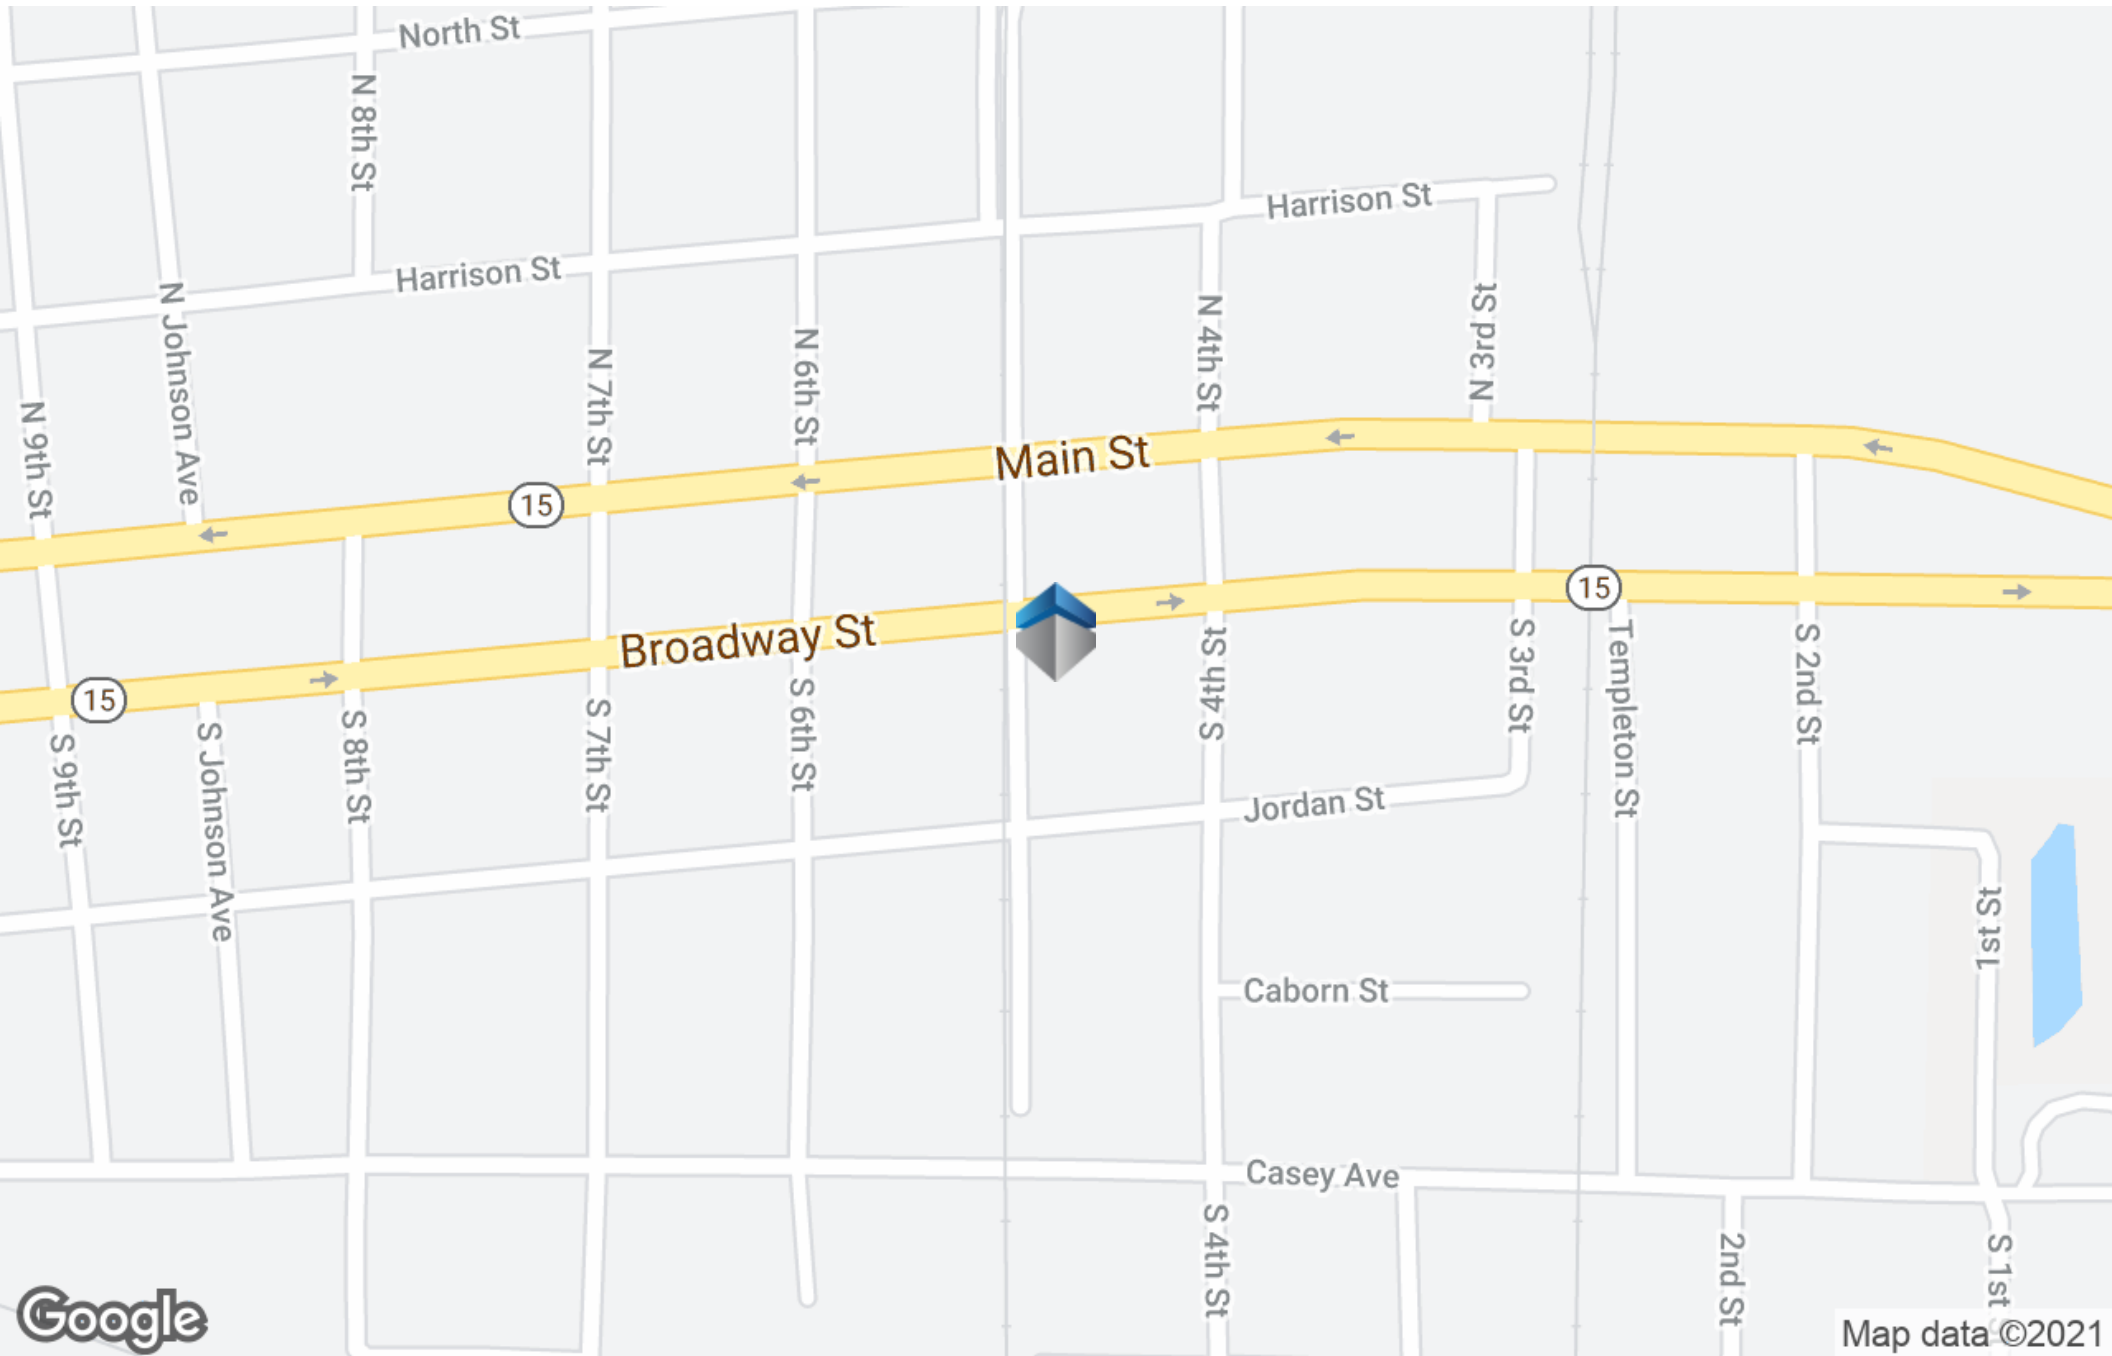 North St
N 8th St
Harrison St
Harrison St
N Johnson Ave
N 4th St
N 3rd St
N 6th St
N 7th St
N 9th St
Main St
15
15
Broadway St
15
S 4th St
S 3rd St
Templeton St
S 2nd St
S 6th St
S 7th St
S 8th St
S Johnson Ave
S 9th St
Jordan St
1st St
Caborn St
Casey Ave
S 4th St
2nd St
S 1st S
Google
Map data ©2021